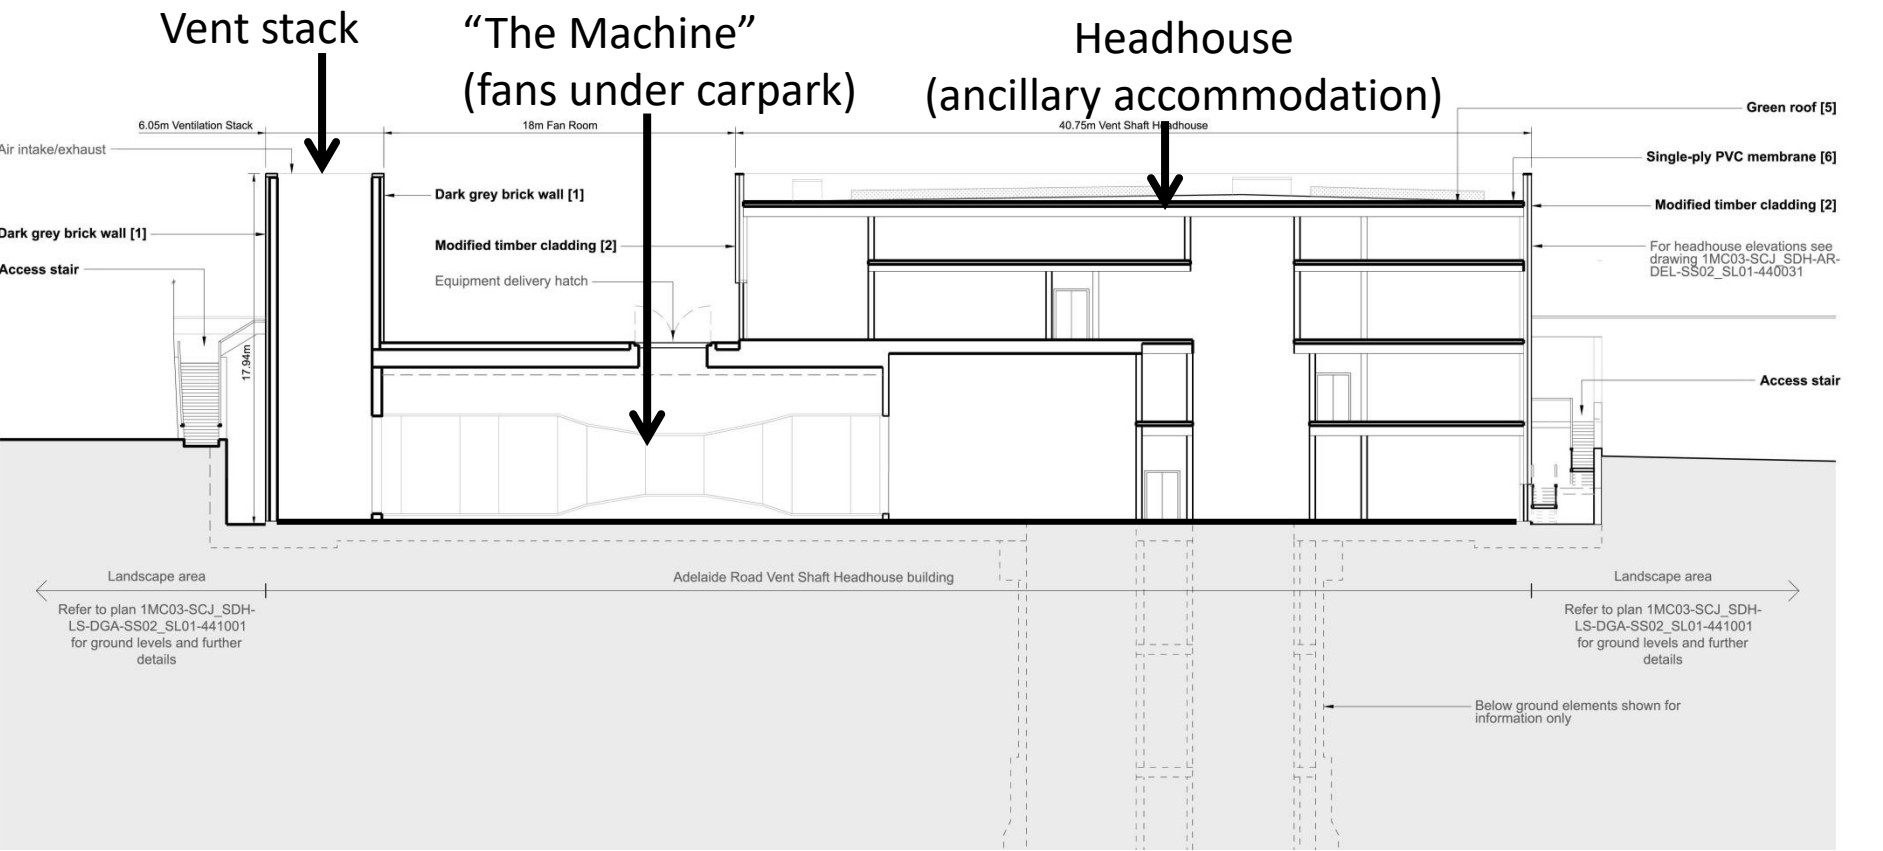 Vent stack
“The Machine”
(fans under carpark)
Headhouse
(ancillary accommodation)
6.05m Ventilation Stack
18m Fan Room
40.75m Vent Shaft Headhouse
Green roof [5]
Air intake/exhaust
Single-ply PVC membrane [6]
Dark grey brick wall [1]
Modified timber cladding [2]
Dark grey brick wall [1]
Modified timber cladding [2]
For headhouse elevations see
drawing 1MC03-SCJ_SDH-AR-
DEL-SS02_SL01-440031
Access stair
Equipment delivery hatch
17.94m
Access stair
Landscape area
Adelaide Road Vent Shaft Headhouse building
Landscape area
Refer to plan 1MC03-SCJ_SDH-
LS-DGA-SS02_SL01-441001
for ground levels and further
details
Refer to plan 1MC03-SCJ_SDH-
LS-DGA-SS02_SL01-441001
for ground levels and further
details
Below ground elements shown for
information only